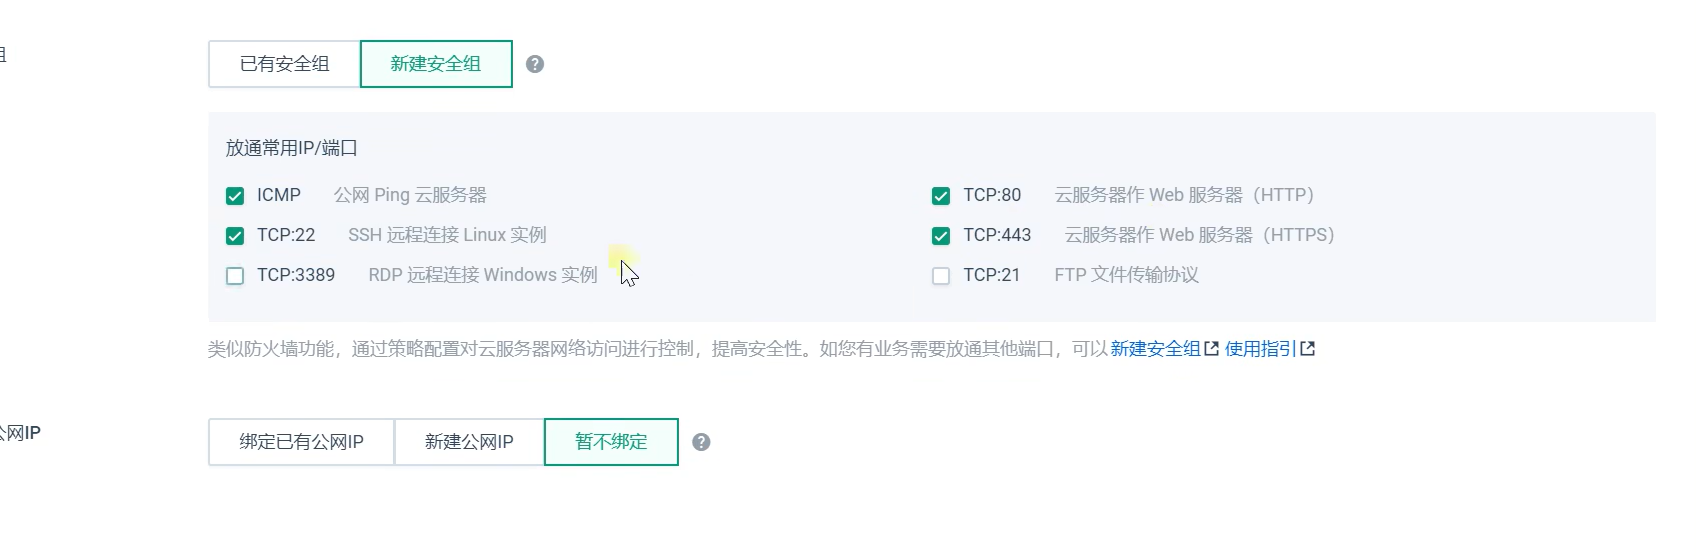 组
已有安全组 新建安全组
放通常用IP/端口
ICMP 公网 Ping 云服务器 TCP:80 云服务器作 Web 服务器（HTTP）
TCP:22 SSH 远程连接 Linux 实例 TCP:443 云服务器作 Web 服务器（HTTPS）
TCP:3389 RDP 远程连接 Windows 实例 TCP:21 FTP 文件传输协议
类似防火墙功能，通过策略配置对云服务器网络访问进行控制，提高安全性。如您有业务需要放通其他端口，可以 新建安全组 使用指引
公网IP 绑定已有公网IP 新建公网IP 暂不绑定